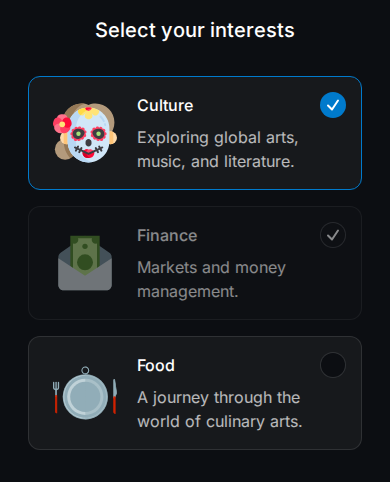 Select your interests
Culture
Exploring global arts,
music, and literature.
Finance
Markets and money
management.
Food
A journey through the
world of culinary arts.